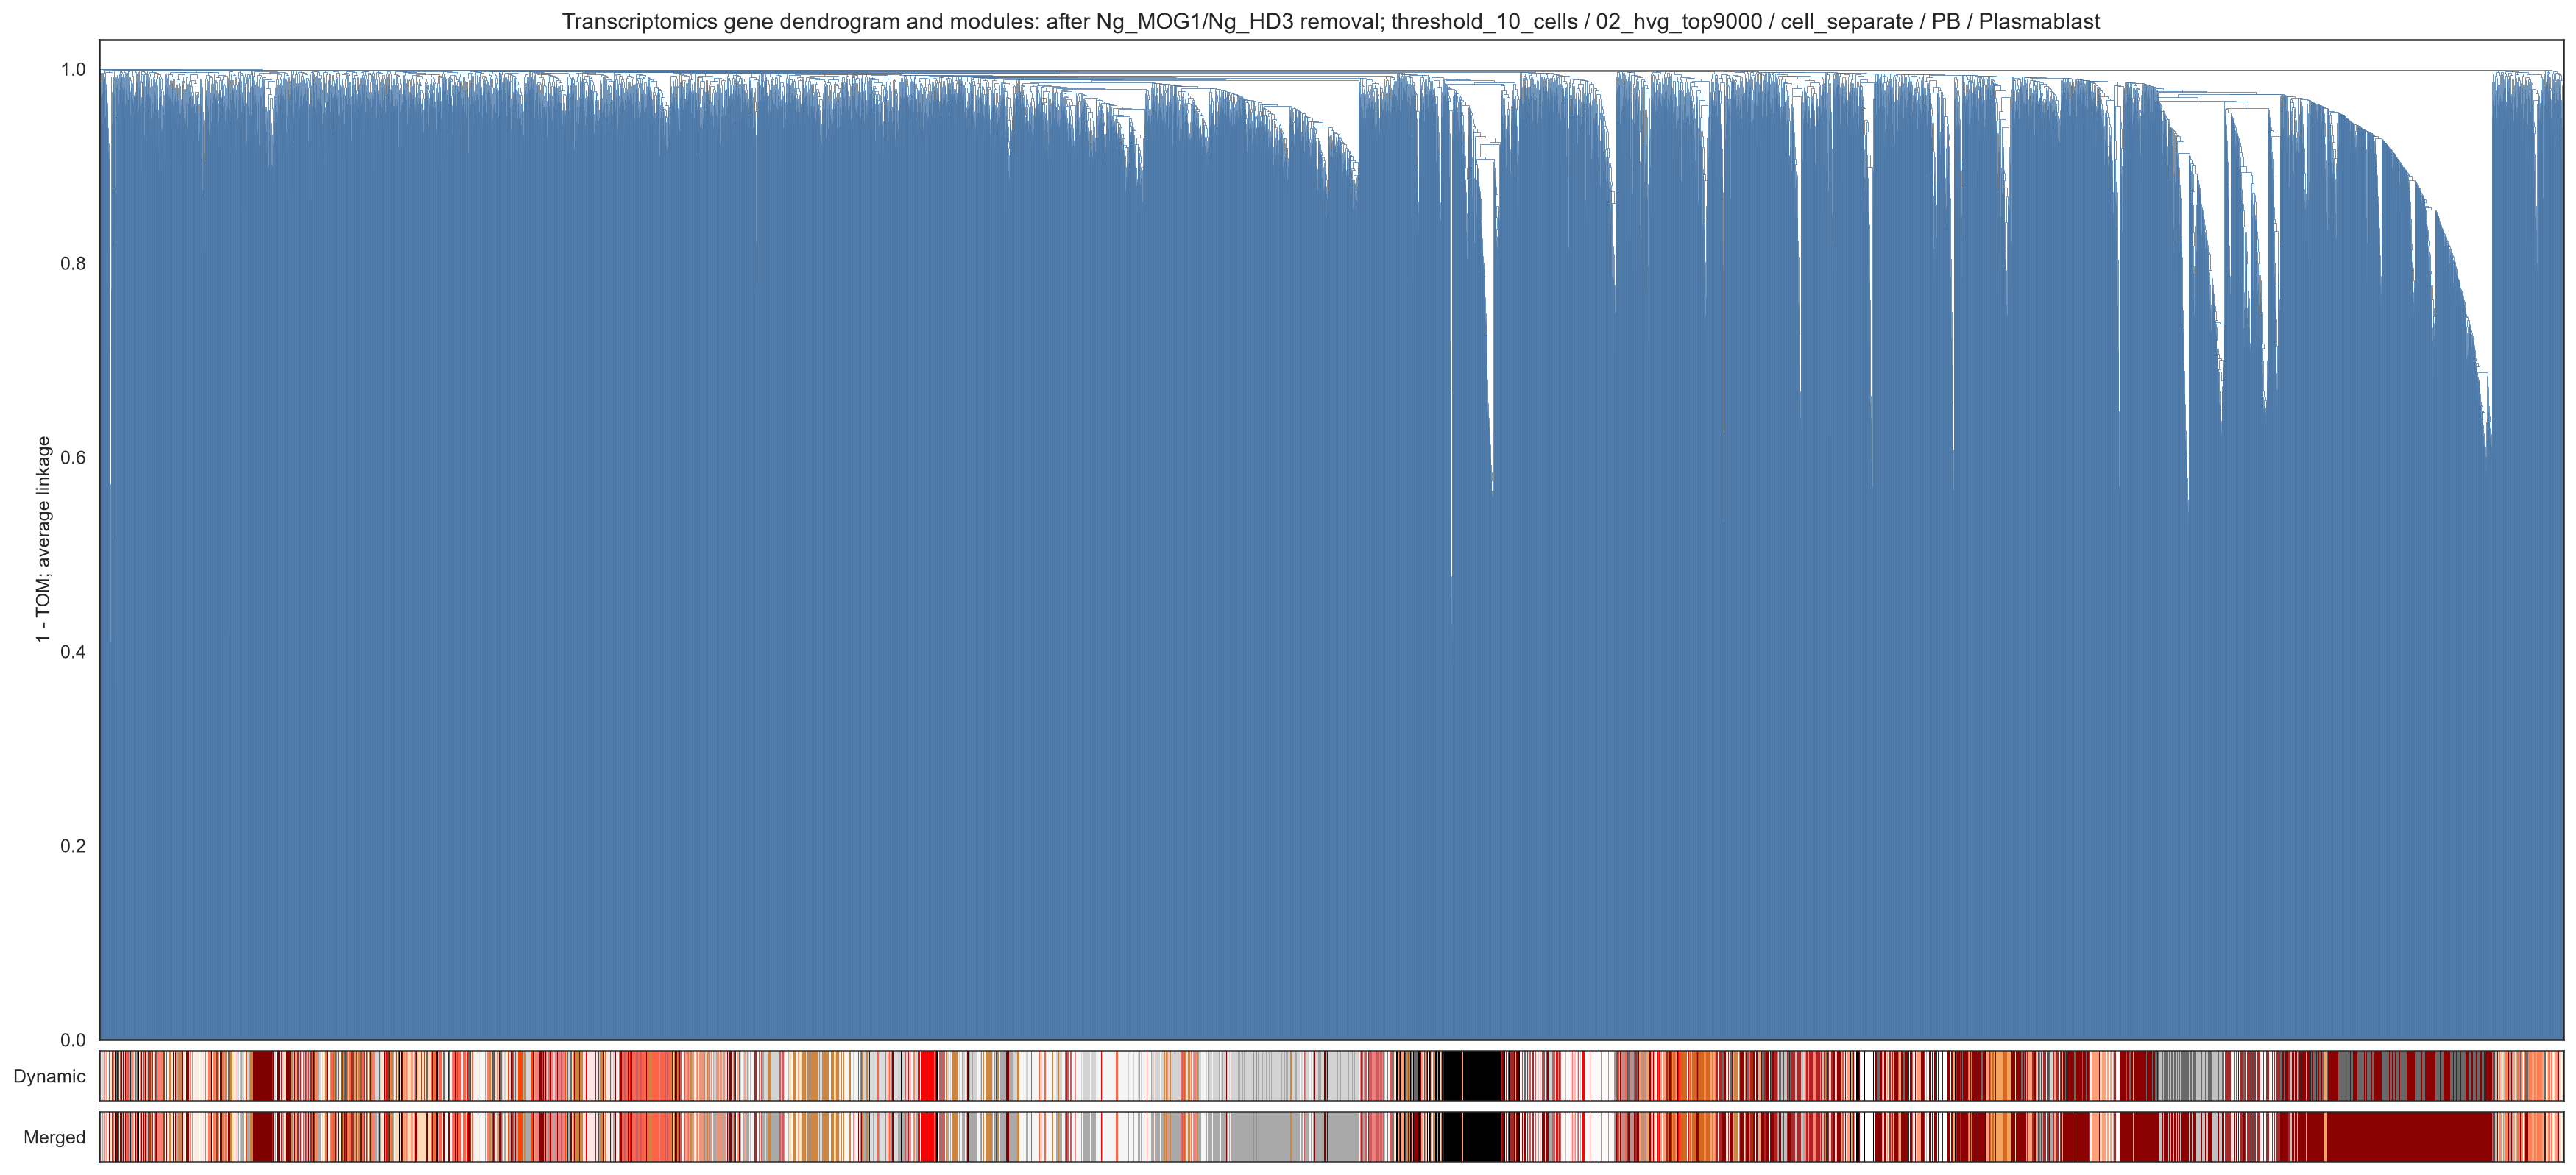 Transcriptomics gene dendrogram and modules: after Ng_MOG1/Ng_HD3 removal; threshold_10_cells / 02_hvg_top9000 / cell_separate / PB / Plasmablast
1.0
0.8
0.6
0.4
0.2
0.0
1 - TOM; average linkage
Dynamic
Merged